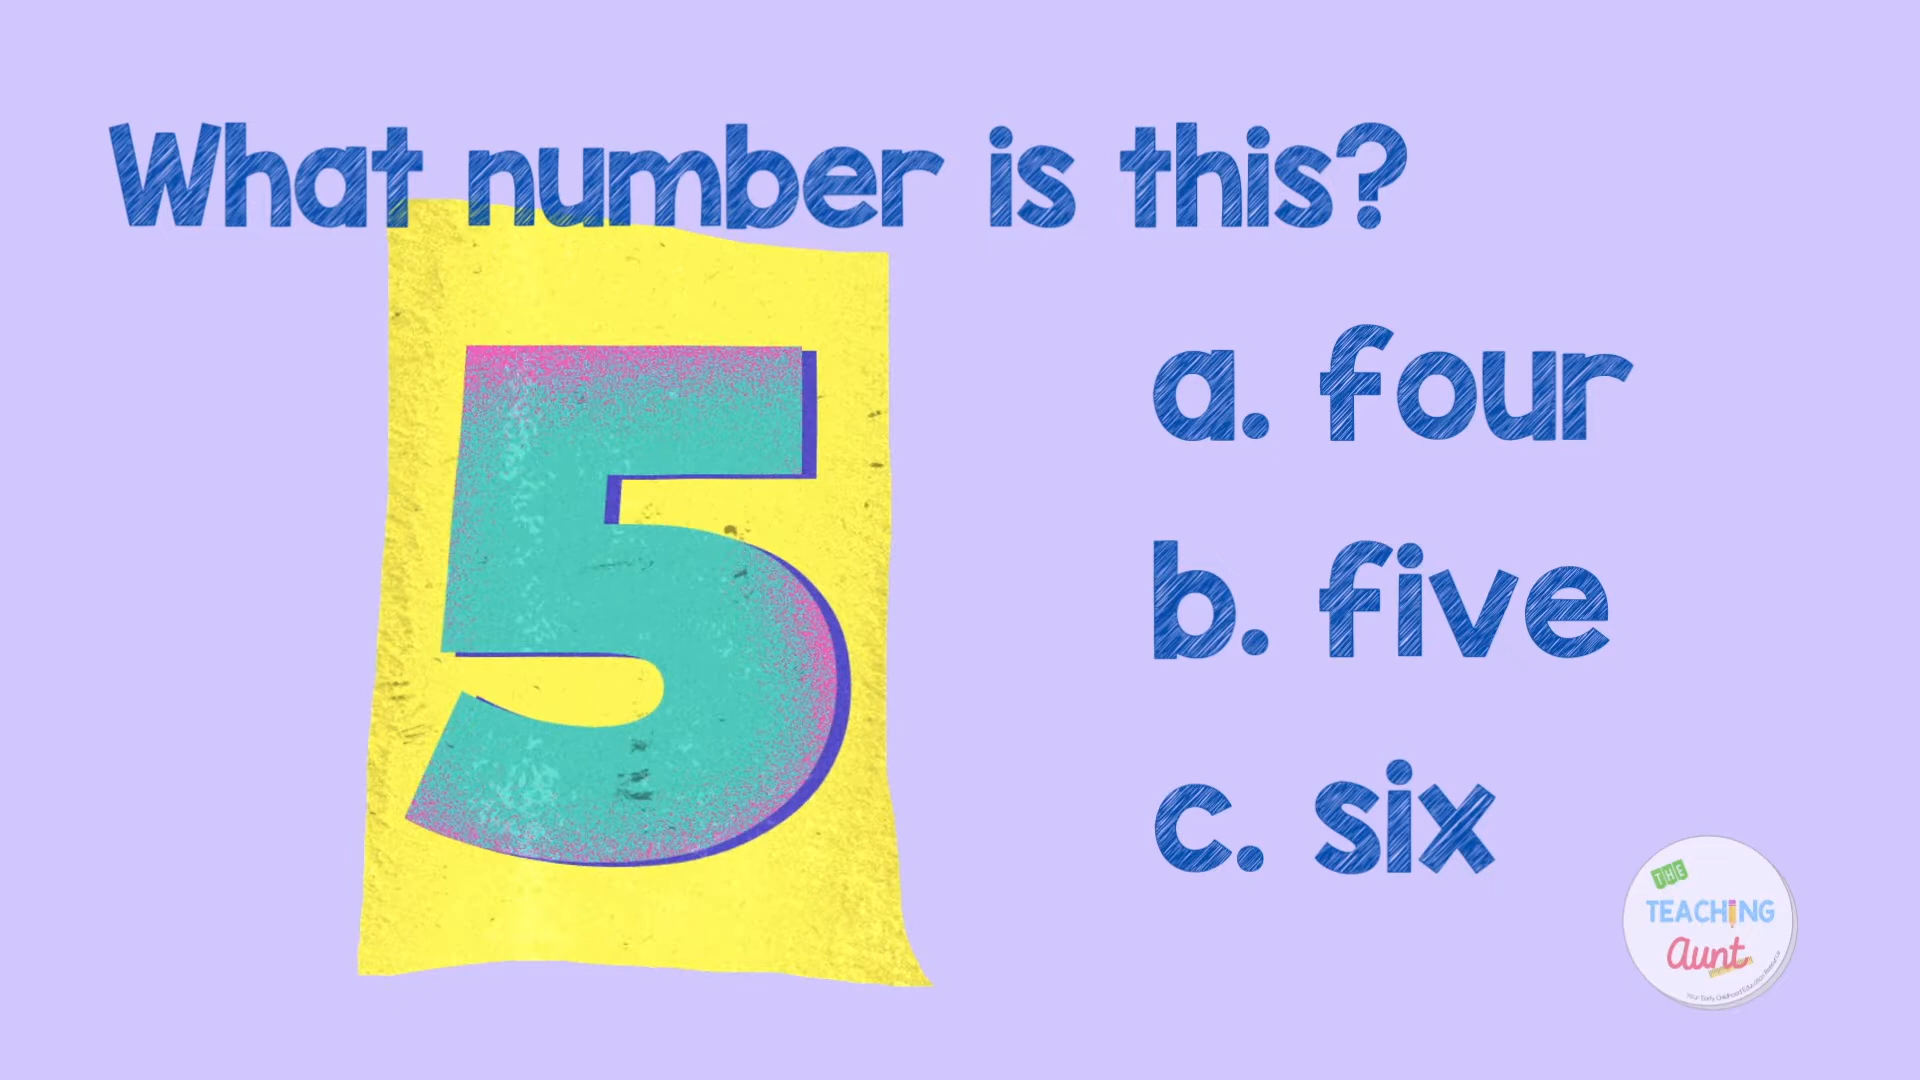 What number is this?
5
a. four
b. five
c. six
THE
TEACHING
Aunt